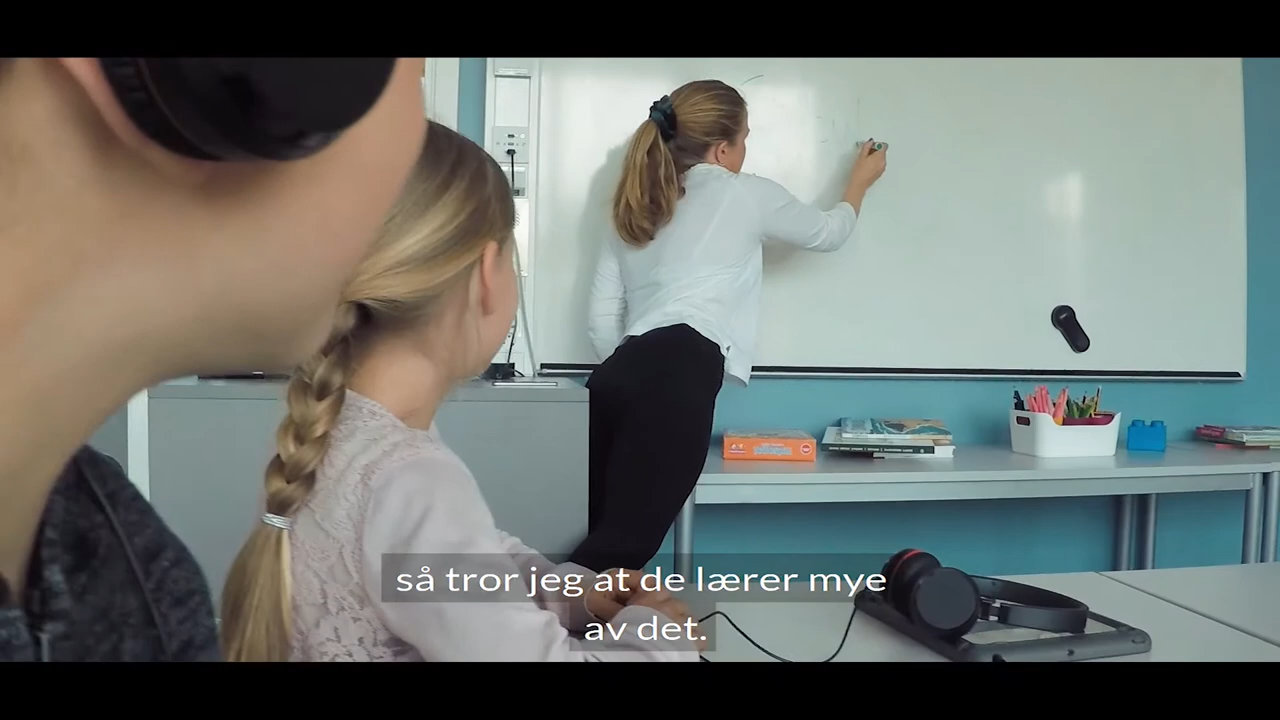 så tror jeg at de lærer mye
av det.